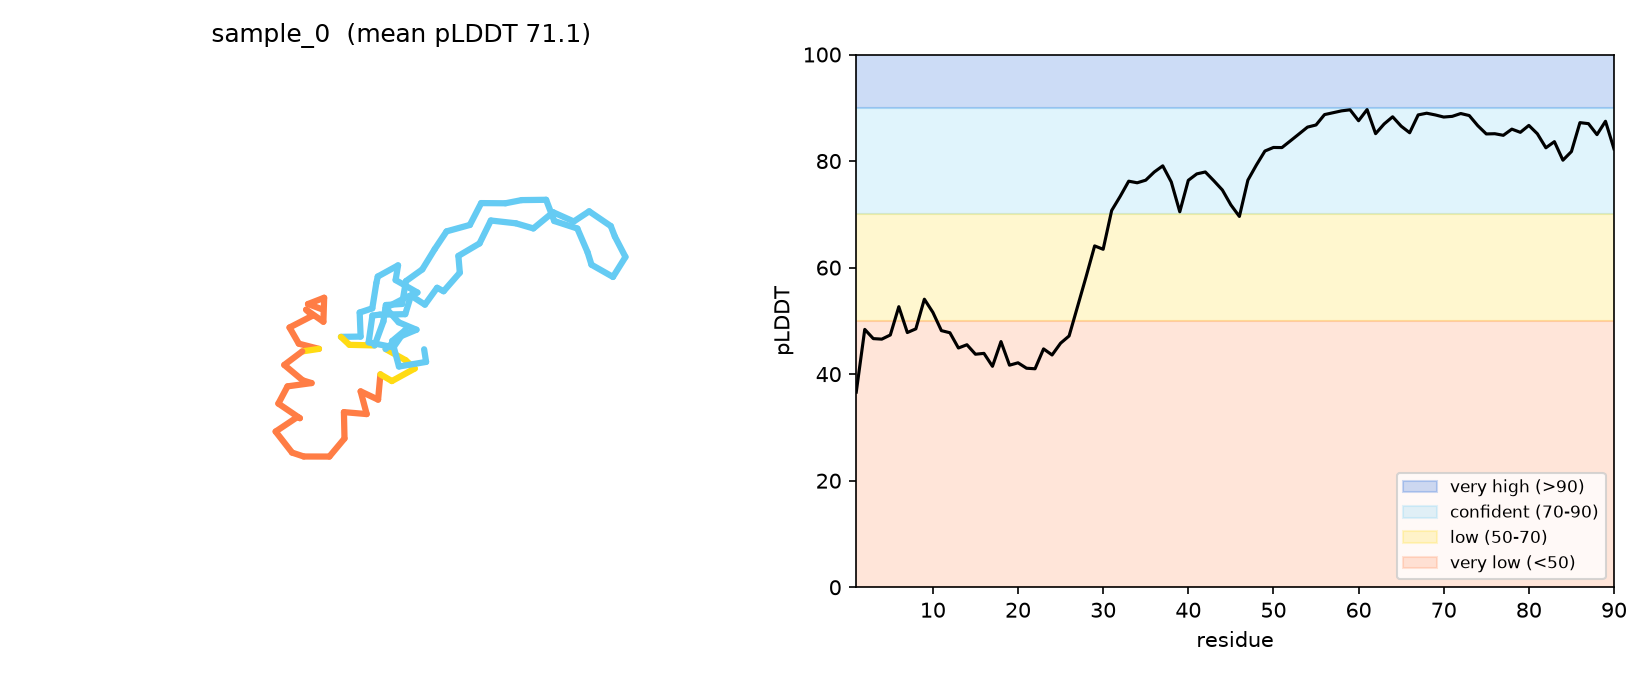 sample_0  (mean pLDDT 71.1)
100
80
60
40
20
0
pLDDT
10 20 30 40 50 60 70 80 90
residue
very high (>90)
confident (70-90)
low (50-70)
very low (<50)